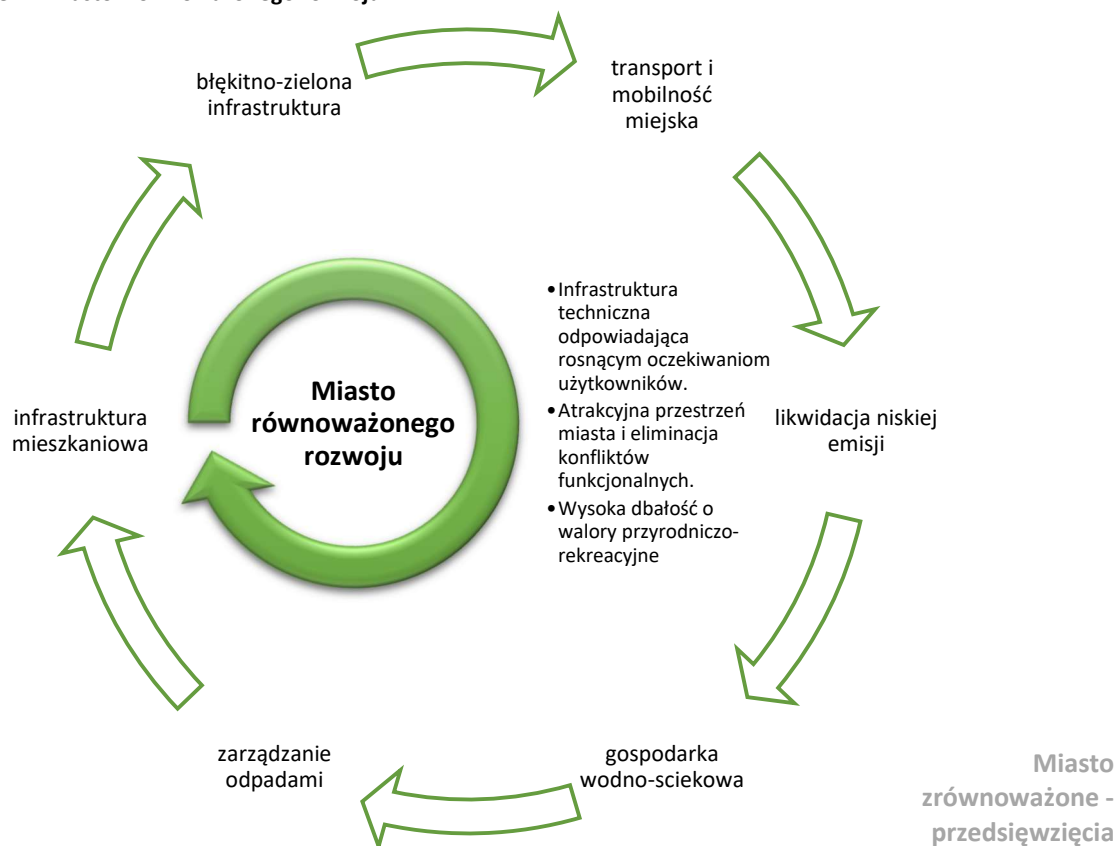 błękitno-zielona
infrastruktura
transport i
mobilność
miejska
•Infrastruktura
techniczna
odpowiadająca
rosnącym oczekiwaniom
użytkowników.
•Atrakcyjna przestrzeń
miasta i eliminacja
konfliktów
funkcjonalnych.
•Wysoka dbałość o
walory przyrodniczo-
rekreacyjne
Miasto
równoważonego
rozwoju
likwidacja niskiej
emisji
gospodarka
wodno-sciekowa
zarządzanie
odpadami
infrastruktura
mieszkaniowa
Miasto
zrównoważone -
przedsięwzięcia